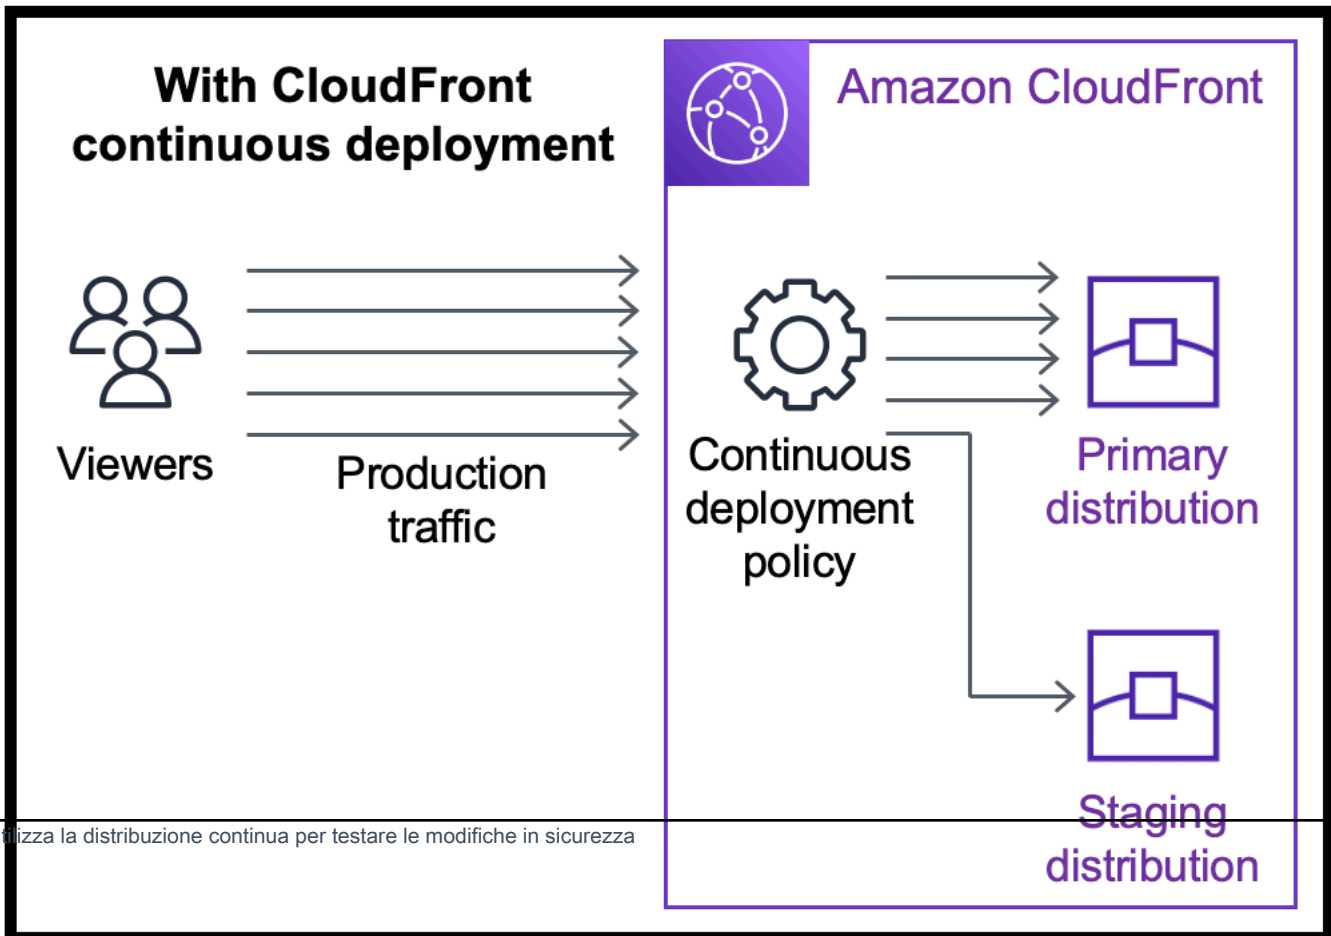 With CloudFront
continuous deployment
Amazon CloudFront
Viewers
Production
traffic
Continuous
deployment
policy
Primary
distribution
Staging
distribution
tilizza la distribuzione continua per testare le modifiche in sicurezza